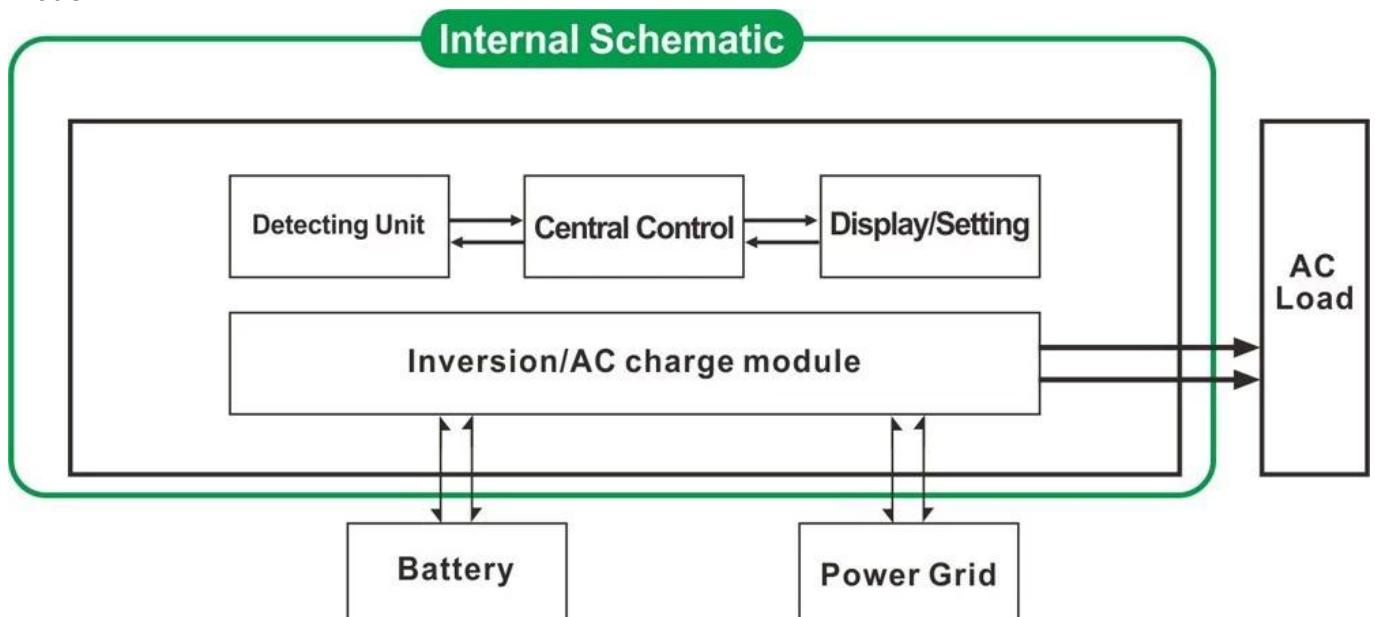 Internal Schematic
Detecting Unit
Central Control
Display/Setting
AC
Load
Inversion/AC charge module
Battery
Power Grid